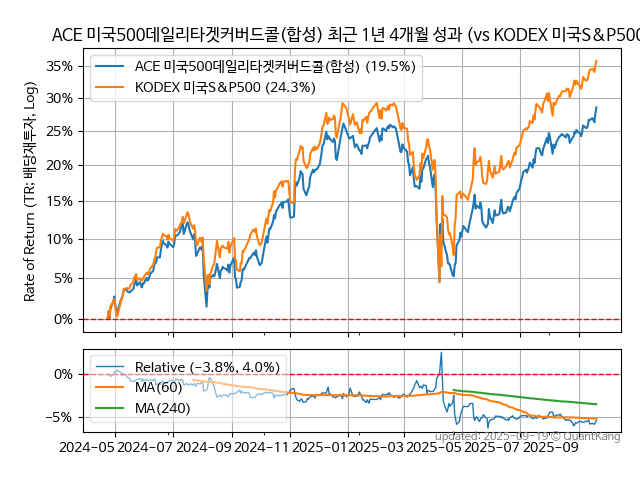 ACE 미국500데일리타겟커버드콜(합성) 최근 1년 4개월 성과 (vs KODEX 미국S&P500
ACE 미국500데일리타겟커버드콜(합성) (19.5%)
KODEX 미국S&P500 (24.3%)
Rate of Return (TR: 배당재투자, Log)
35%
30%
25%
20%
15%
10%
5%
0%
Relative (−3.8%, 4.0%)
MA(60)
MA(240)
0%
−5%
2024-05 2024-07 2024-09 2024-11 2025-01 2025-03 2025-05 2025-07 2025-09
updated: 2025-09-19 © QuantKang